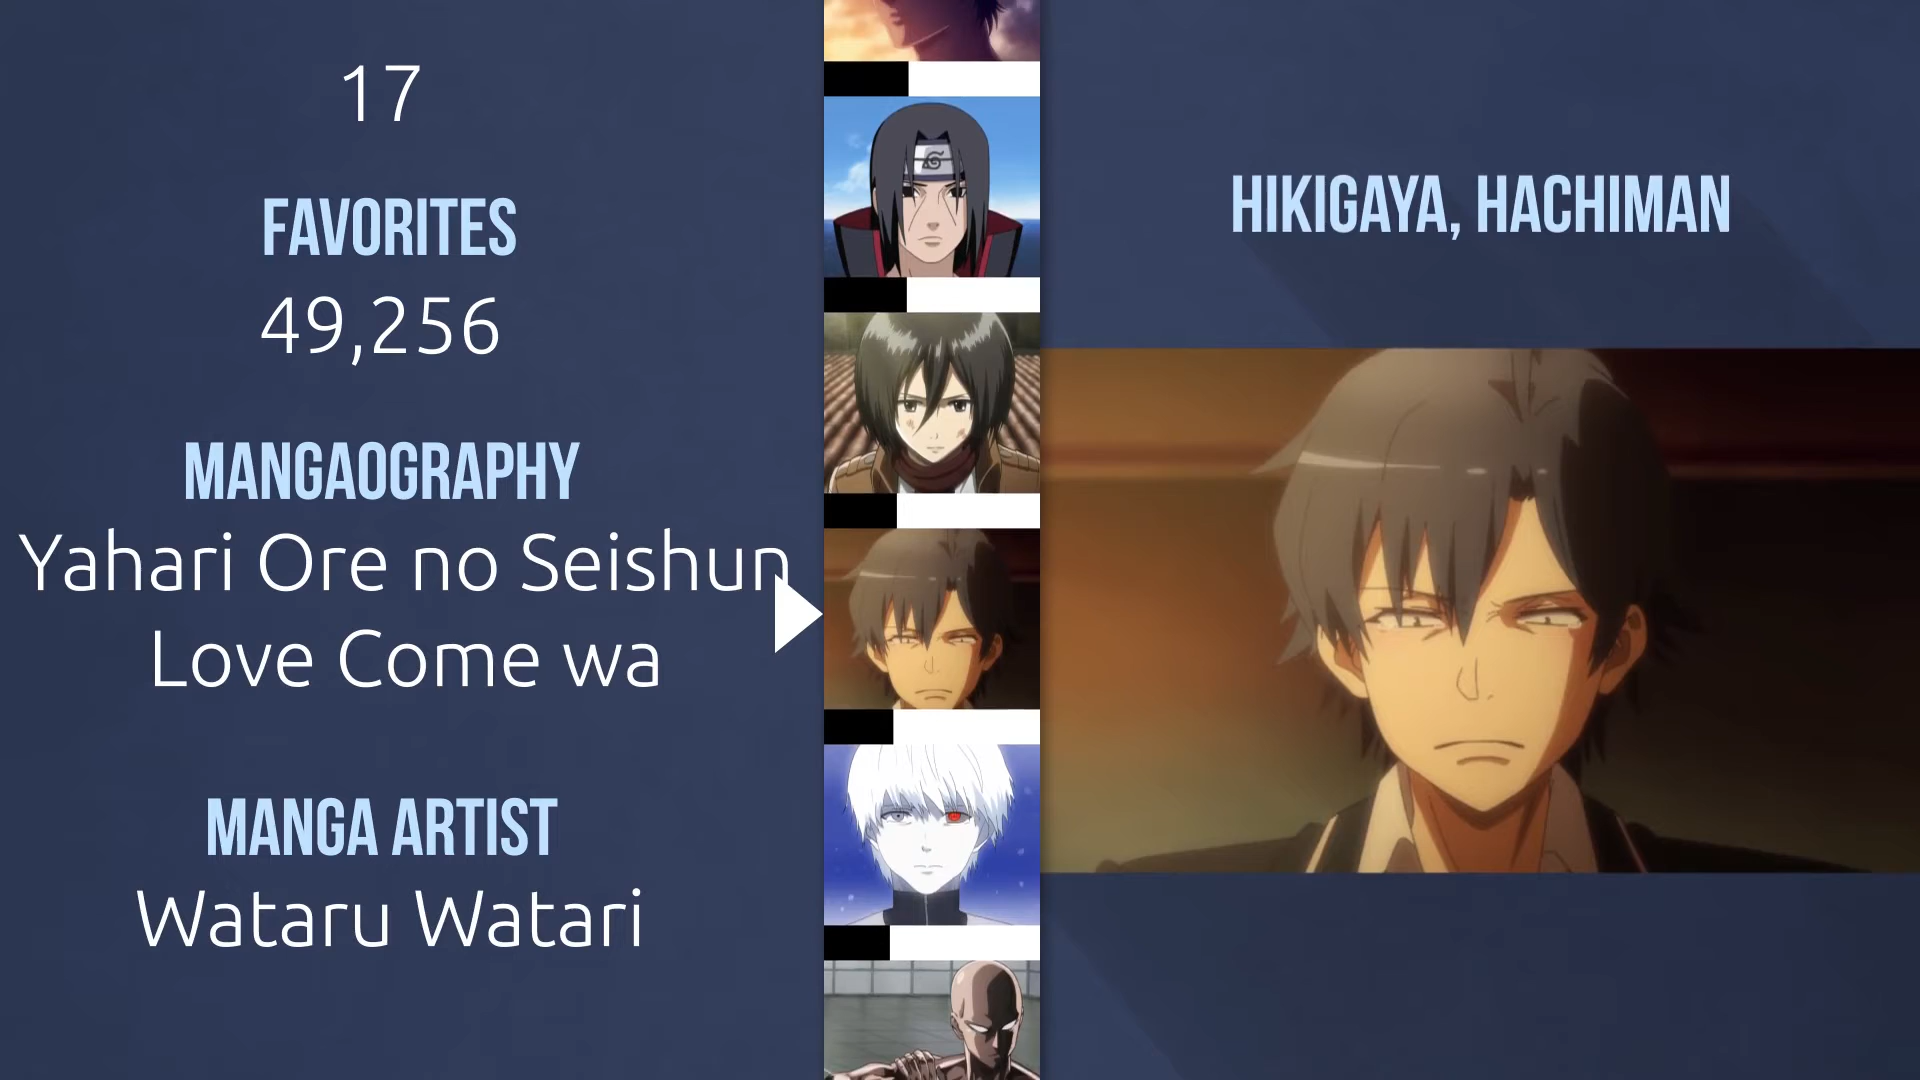 17
FAVORITES
49,256
MANGAOGRAPHY
Yahari Ore no Seishun
Love Come wa
MANGA ARTIST
Wataru Watari
HIKIGAYA, HACHIMAN